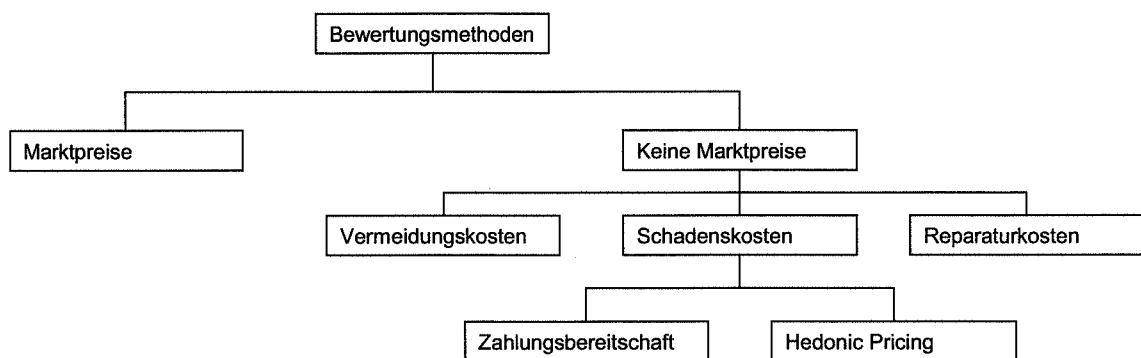 Bewertungsmethoden
Marktpreise
Keine Marktpreise
Vermeidungskosten
Schadenskosten
Reparaturkosten
Zahlungsbereitschaft
Hedonic Pricing